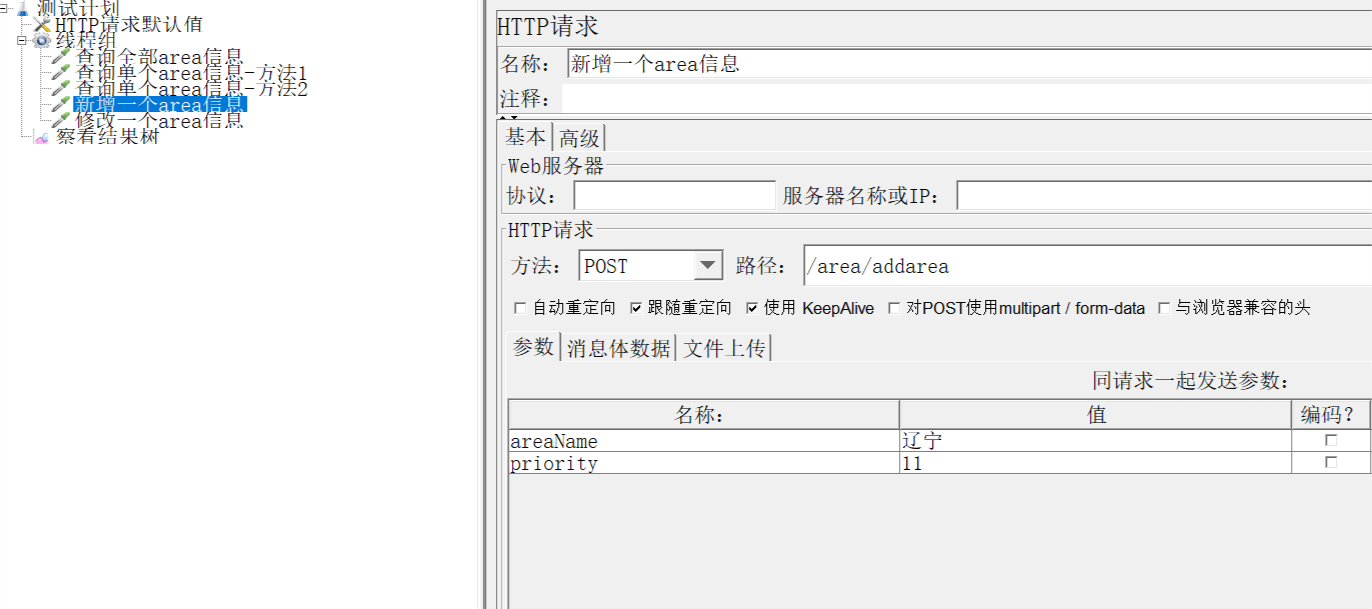 测试计划
HTTP请求默认值
线程组
查询全部area信息
查询单个area信息-方法1
查询单个area信息-方法2
新增一个area信息
修改一个area信息
察看结果树
HTTP请求
名称： 新增一个area信息
注释：
基本 高级
Web服务器
协议： 服务器名称或IP：
HTTP请求
方法： POST 路径： /area/addarea
自动重定向 跟随重定向 使用 KeepAlive 对POST使用multipart / form-data 与浏览器兼容的头
参数 消息体数据 文件上传
同请求一起发送参数：
名称： 值 编码？
areaName 辽宁
priority 11